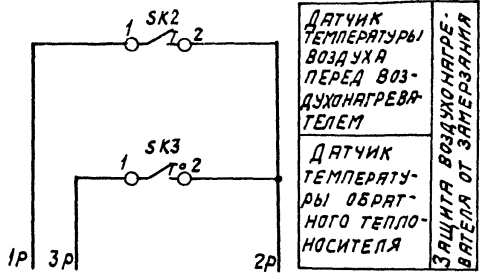 SK2
1 2
SK3
1 2
1P 3P 2P
ДАТЧИК
ТЕМПЕРАТУРЫ
ВОЗДУХА
ПЕРЕД ВОЗ-
ДУХОНАГРЕВА-
ТЕЛЕМ
ДАТЧИК
ТЕМПЕРАТУ-
РЫ ОБРАТ-
НОГО ТЕПЛО-
НОСИТЕЛЯ
ЗАЩИТА ВОЗДУХОНАГРЕ-
ВАТЕЛЯ ОТ ЗАМЕРЗАНИЯ